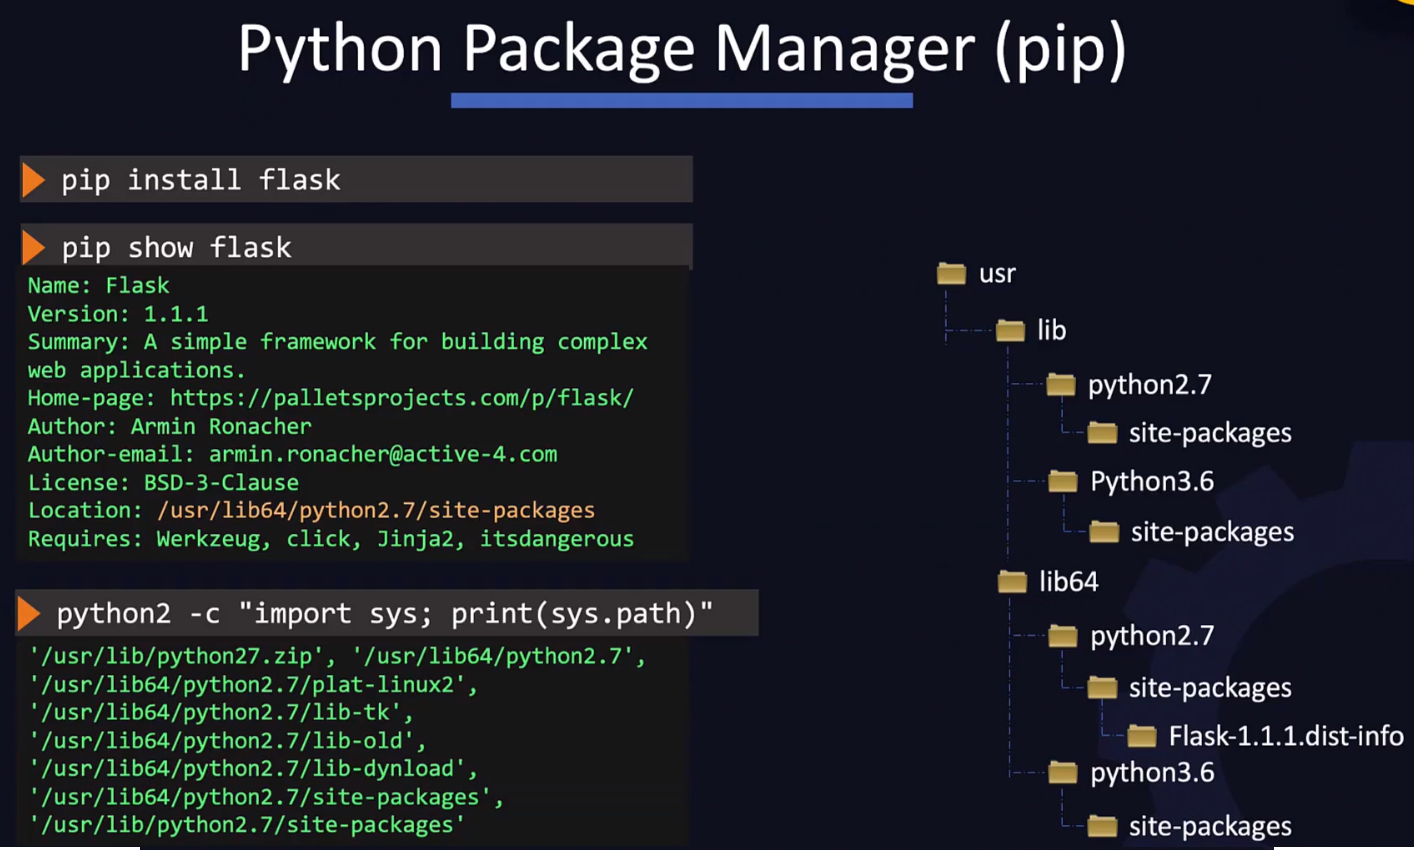 Python Package Manager (pip)
pip install flask
pip show flask
Name: Flask
Version: 1.1.1
Summary: A simple framework for building complex
web applications.
Home-page: https://palletsprojects.com/p/flask/
Author: Armin Ronacher
Author-email: armin.ronacher@active-4.com
License: BSD-3-Clause
Location: /usr/lib64/python2.7/site-packages
Requires: Werkzeug, click, Jinja2, itsdangerous
python2 -c "import sys; print(sys.path)"
'/usr/lib/python27.zip', '/usr/lib64/python2.7',
'/usr/lib64/python2.7/plat-linux2',
'/usr/lib64/python2.7/lib-tk',
'/usr/lib64/python2.7/lib-old',
'/usr/lib64/python2.7/lib-dynload',
'/usr/lib64/python2.7/site-packages',
'/usr/lib/python2.7/site-packages'
usr
lib
python2.7
site-packages
Python3.6
site-packages
lib64
python2.7
site-packages
Flask-1.1.1.dist-info
python3.6
site-packages